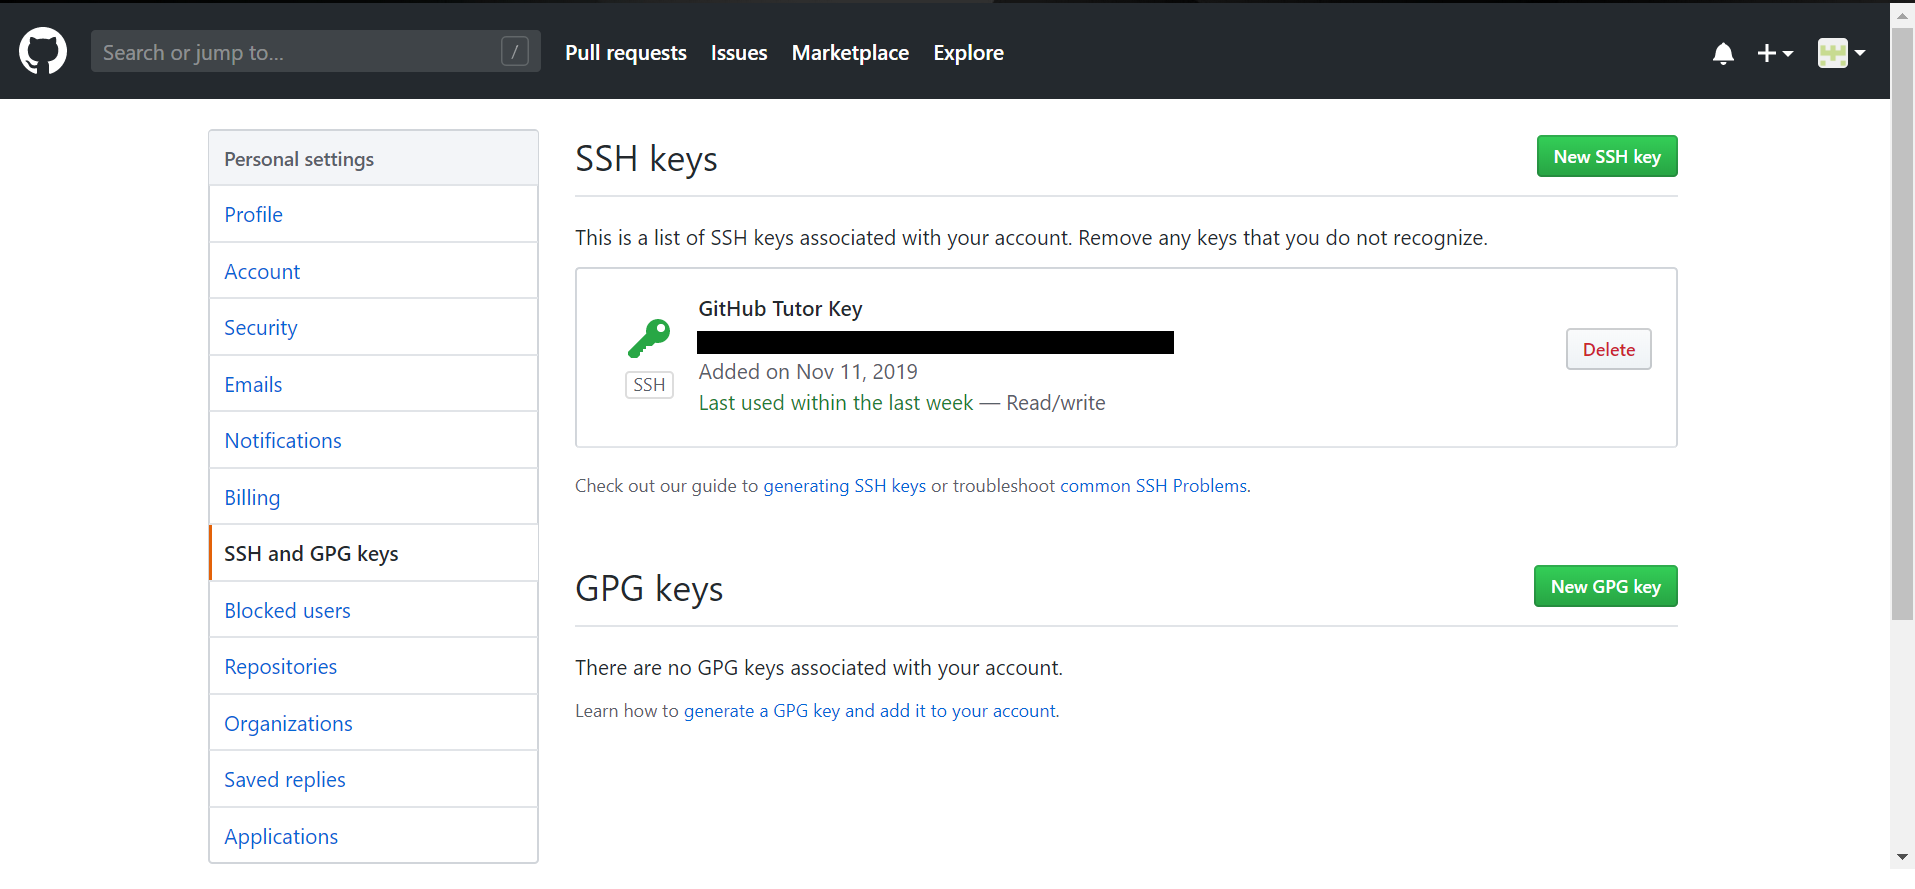 Search or jump to...
/
Pull requests
Issues
Marketplace
Explore
Personal settings
Profile
Account
Security
Emails
Notifications
Billing
SSH and GPG keys
Blocked users
Repositories
Organizations
Saved replies
Applications
SSH keys
New SSH key
This is a list of SSH keys associated with your account. Remove any keys that you do not recognize.
SSH
GitHub Tutor Key
Added on Nov 11, 2019
Last used within the last week — Read/write
Delete
Check out our guide to generating SSH keys or troubleshoot common SSH Problems.
GPG keys
New GPG key
There are no GPG keys associated with your account.
Learn how to generate a GPG key and add it to your account.